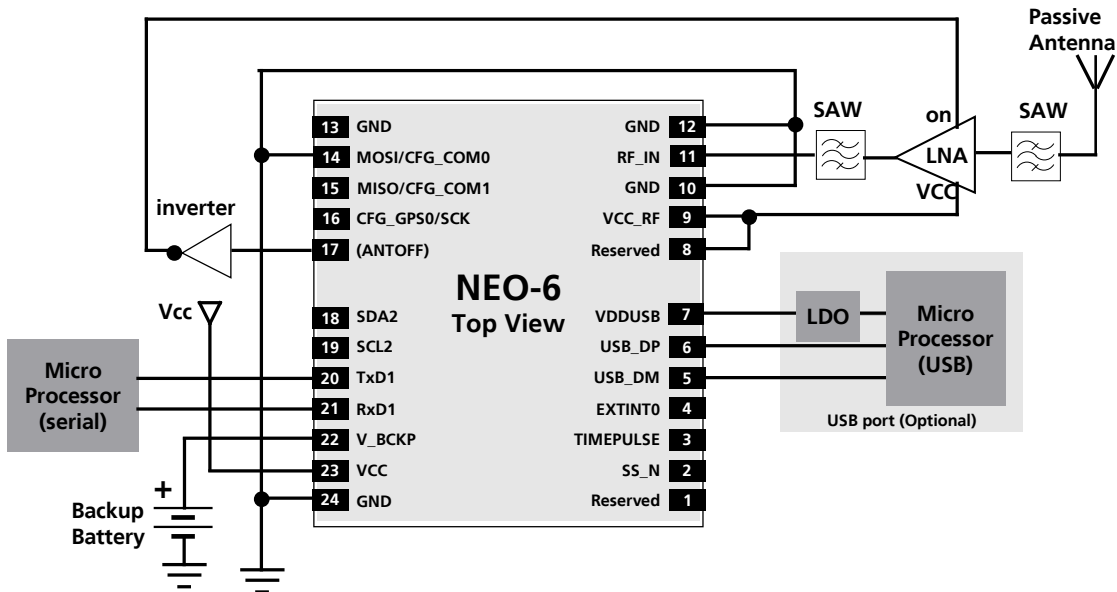 Passive
Antenna
SAW
SAW
on
LNA
VCC
inverter
13 GND
14 MOSI/CFG_COM0
15 MISO/CFG_COM1
16 CFG_GPS0/SCK
17 (ANTOFF)
18 SDA2
19 SCL2
20 TxD1
21 RxD1
22 V_BCKP
23 VCC
24 GND
NEO-6
Top View
GND 12
RF_IN 11
GND 10
VCC_RF 9
Reserved 8
VDDUSB 7
USB_DP 6
USB_DM 5
EXTINT0 4
TIMEPULSE 3
SS_N 2
Reserved 1
Vcc
Micro
Processor
(serial)
+
Backup
Battery
LDO
Micro
Processor
(USB)
USB port (Optional)